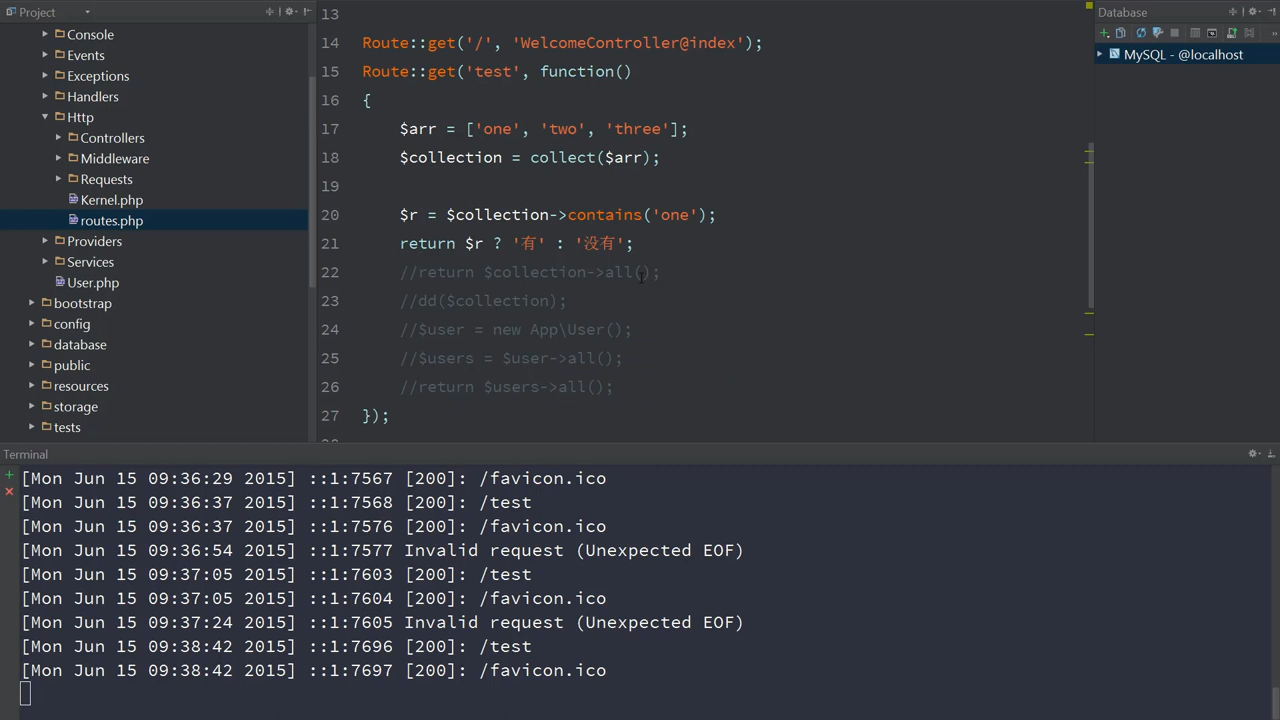 Project
Console
Events
Exceptions
Handlers
Http
Controllers
Middleware
Requests
Kernel.php
routes.php
Providers
Services
User.php
bootstrap
config
database
public
resources
storage
tests
13
14 Route::get('/', 'WelcomeController@index');
15 Route::get('test', function()
16 {
17 $arr = ['one', 'two', 'three'];
18 $collection = collect($arr);
19
20 $r = $collection->contains('one');
21 return $r ? '有' : '没有';
22 //return $collection->all();
23 //dd($collection);
24 //$user = new App\User();
25 //$users = $user->all();
26 //return $users->all();
27 });
Database
MySQL - @localhost
Terminal
[Mon Jun 15 09:36:29 2015] ::1:7567 [200]: /favicon.ico
[Mon Jun 15 09:36:37 2015] ::1:7568 [200]: /test
[Mon Jun 15 09:36:37 2015] ::1:7576 [200]: /favicon.ico
[Mon Jun 15 09:36:54 2015] ::1:7577 Invalid request (Unexpected EOF)
[Mon Jun 15 09:37:05 2015] ::1:7603 [200]: /test
[Mon Jun 15 09:37:05 2015] ::1:7604 [200]: /favicon.ico
[Mon Jun 15 09:37:24 2015] ::1:7605 Invalid request (Unexpected EOF)
[Mon Jun 15 09:38:42 2015] ::1:7696 [200]: /test
[Mon Jun 15 09:38:42 2015] ::1:7697 [200]: /favicon.ico